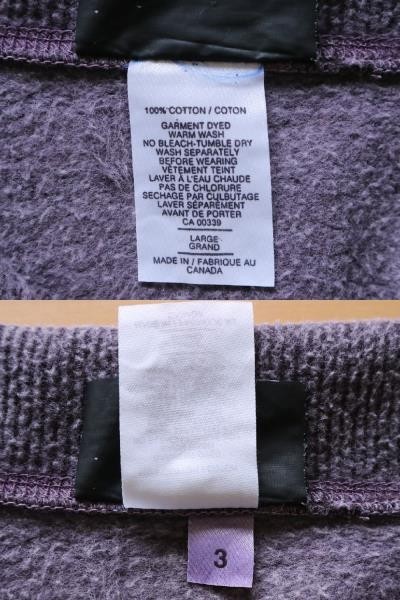 100% COTTON / COTON
GARMENT DYED
WARM WASH
NO BLEACH-TUMBLE DRY
WASH SEPARATELY
BEFORE WEARING
VÊTEMENT TEINT
LAVER À L'EAU CHAUDE
PAS DE CHLORURE
SECHAGE PAR CULBUTAGE
LAVER SÉPARÉMENT
AVANT DE PORTER
CA 00339
LARGE
GRAND
MADE IN / FABRIQUE AU
CANADA
3